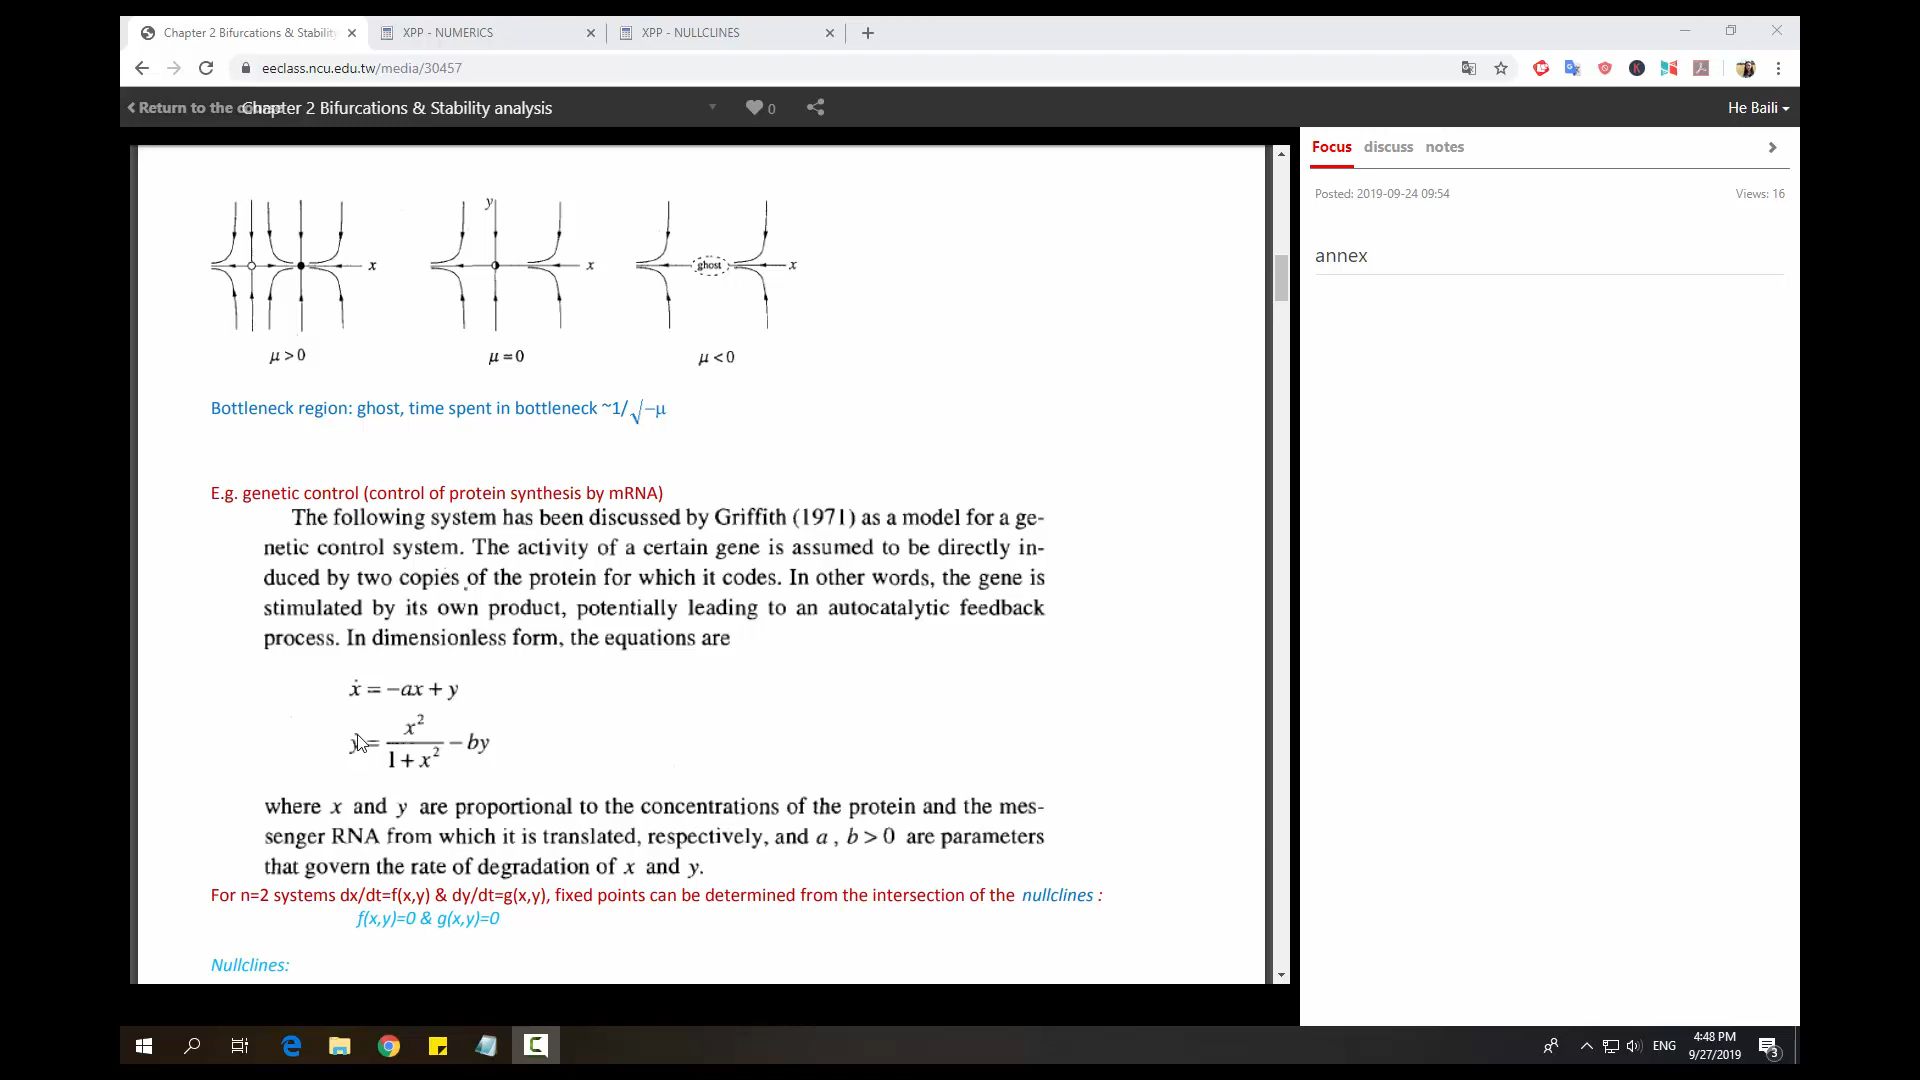 Chapter 2 Bifurcations & Stability
XPP - NUMERICS
XPP - NULLCLINES
eeclass.ncu.edu.tw/media/30457
Return to the course
Chapter 2 Bifurcations & Stability analysis
0
He Baili
Focus discuss notes
Posted: 2019-09-24 09:54
Views: 16
annex
y
x
x
ghost
x
μ > 0
μ = 0
μ < 0
Bottleneck region: ghost, time spent in bottleneck ~1/√−μ
E.g. genetic control (control of protein synthesis by mRNA)
The following system has been discussed by Griffith (1971) as a model for a ge-
netic control system. The activity of a certain gene is assumed to be directly in-
duced by two copies of the protein for which it codes. In other words, the gene is
stimulated by its own product, potentially leading to an autocatalytic feedback
process. In dimensionless form, the equations are
ẋ = −ax + y
ẏ = x²/(1 + x²) − by
where x and y are proportional to the concentrations of the protein and the mes-
senger RNA from which it is translated, respectively, and a , b > 0 are parameters
that govern the rate of degradation of x and y.
For n=2 systems dx/dt=f(x,y) & dy/dt=g(x,y), fixed points can be determined from the intersection of the nullclines :
f(x,y)=0 & g(x,y)=0
Nullclines:
ENG
4:48 PM
9/27/2019
3